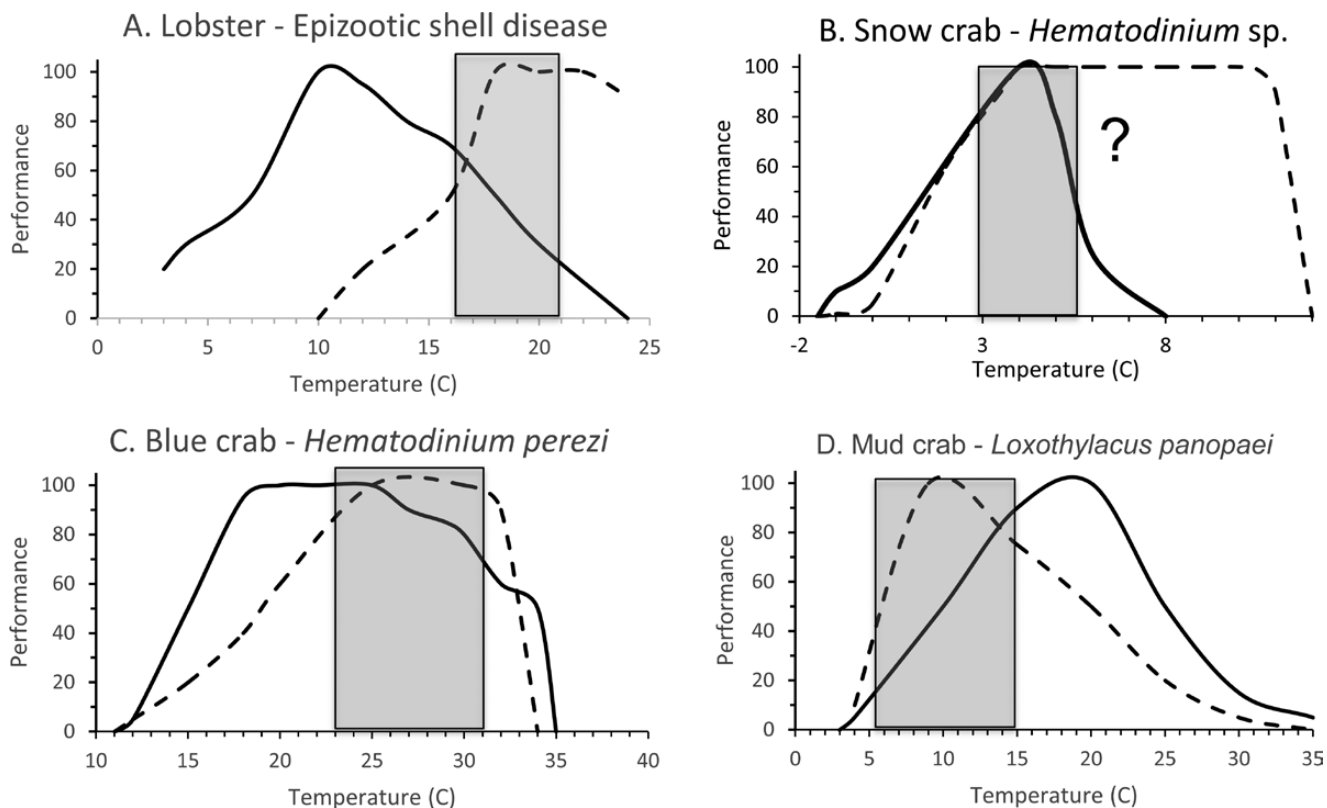 A. Lobster - Epizootic shell disease
Performance
100
80
60
40
20
0
0 5 10 15 20 25
Temperature (C)
B. Snow crab - Hematodinium sp.
Performance
100
80
60
40
20
0
?
-2 3 8
Temperature (C)
C. Blue crab - Hematodinium perezi
Performance
100
80
60
40
20
0
10 15 20 25 30 35 40
Temperature (C)
D. Mud crab - Loxothylacus panopaei
Performance
100
80
60
40
20
0
0 5 10 15 20 25 30 35
Temperature (C)